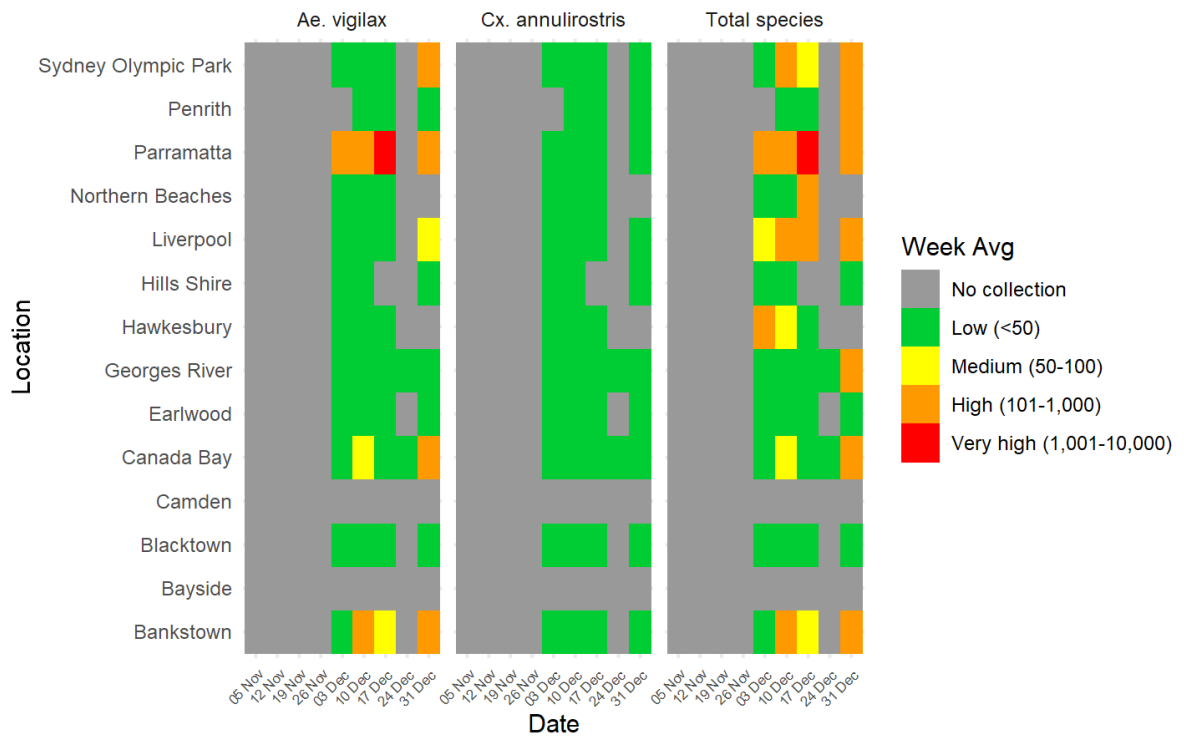 Ae. vigilax
Cx. annulirostris
Total species
Location
Sydney Olympic Park
Penrith
Parramatta
Northern Beaches
Liverpool
Hills Shire
Hawkesbury
Georges River
Earlwood
Canada Bay
Camden
Blacktown
Bayside
Bankstown
05 Nov
12 Nov
19 Nov
26 Nov
03 Dec
10 Dec
17 Dec
24 Dec
31 Dec
05 Nov
12 Nov
19 Nov
26 Nov
03 Dec
10 Dec
17 Dec
24 Dec
31 Dec
05 Nov
12 Nov
19 Nov
26 Nov
03 Dec
10 Dec
17 Dec
24 Dec
31 Dec
Date
Week Avg
No collection
Low (<50)
Medium (50-100)
High (101-1,000)
Very high (1,001-10,000)